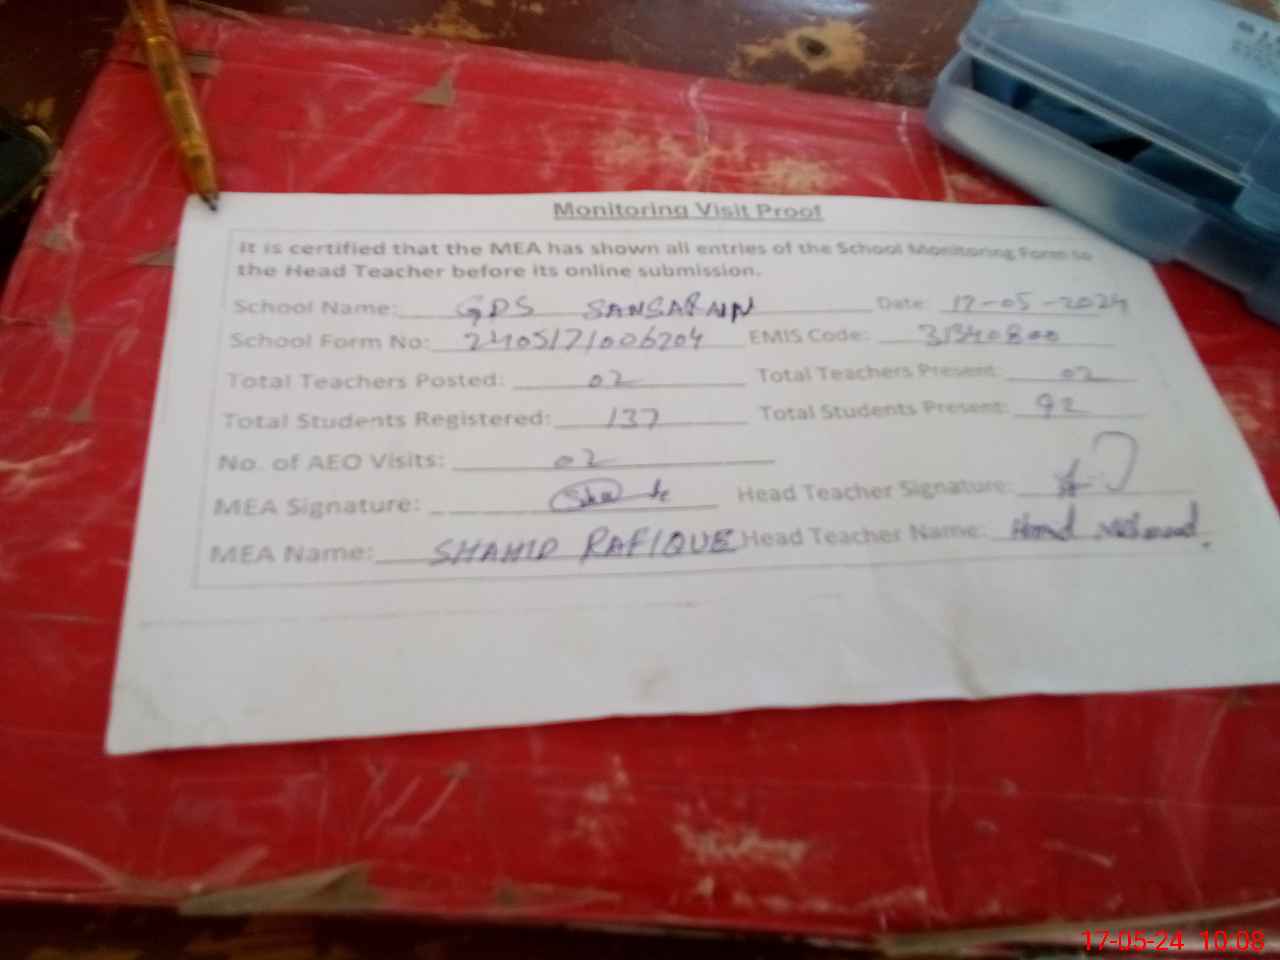 Monitoring Visit Proof
It is certified that the MEA has shown all entries of the School Monitoring Form to
the Head Teacher before its online submission.
School Name: GPS SANSARAIN Date: 17-05-2024
School Form No: 240517/006204 EMIS Code: 31340800
Total Teachers Posted: 02 Total Teachers Present: 02
Total Students Registered: 137 Total Students Present: 92
No. of AEO Visits: 02
MEA Signature: Head Teacher Signature:
MEA Name: SHAHID RAFIQUE Head Teacher Name:
17-05-24 10:08